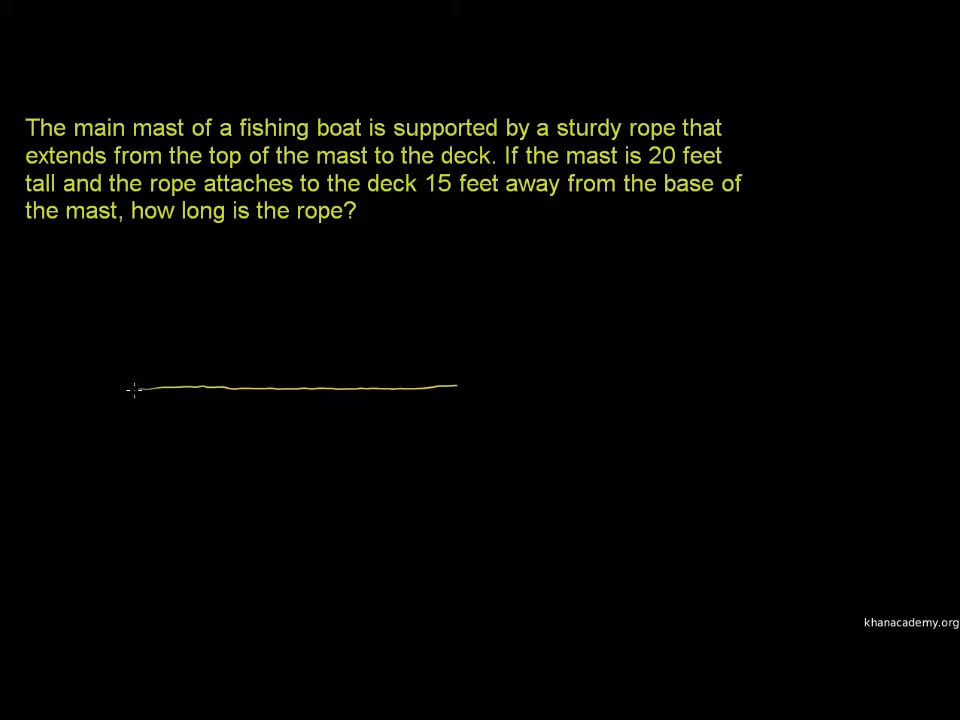 The main mast of a fishing boat is supported by a sturdy rope that
extends from the top of the mast to the deck. If the mast is 20 feet
tall and the rope attaches to the deck 15 feet away from the base of
the mast, how long is the rope?
khanacademy.org